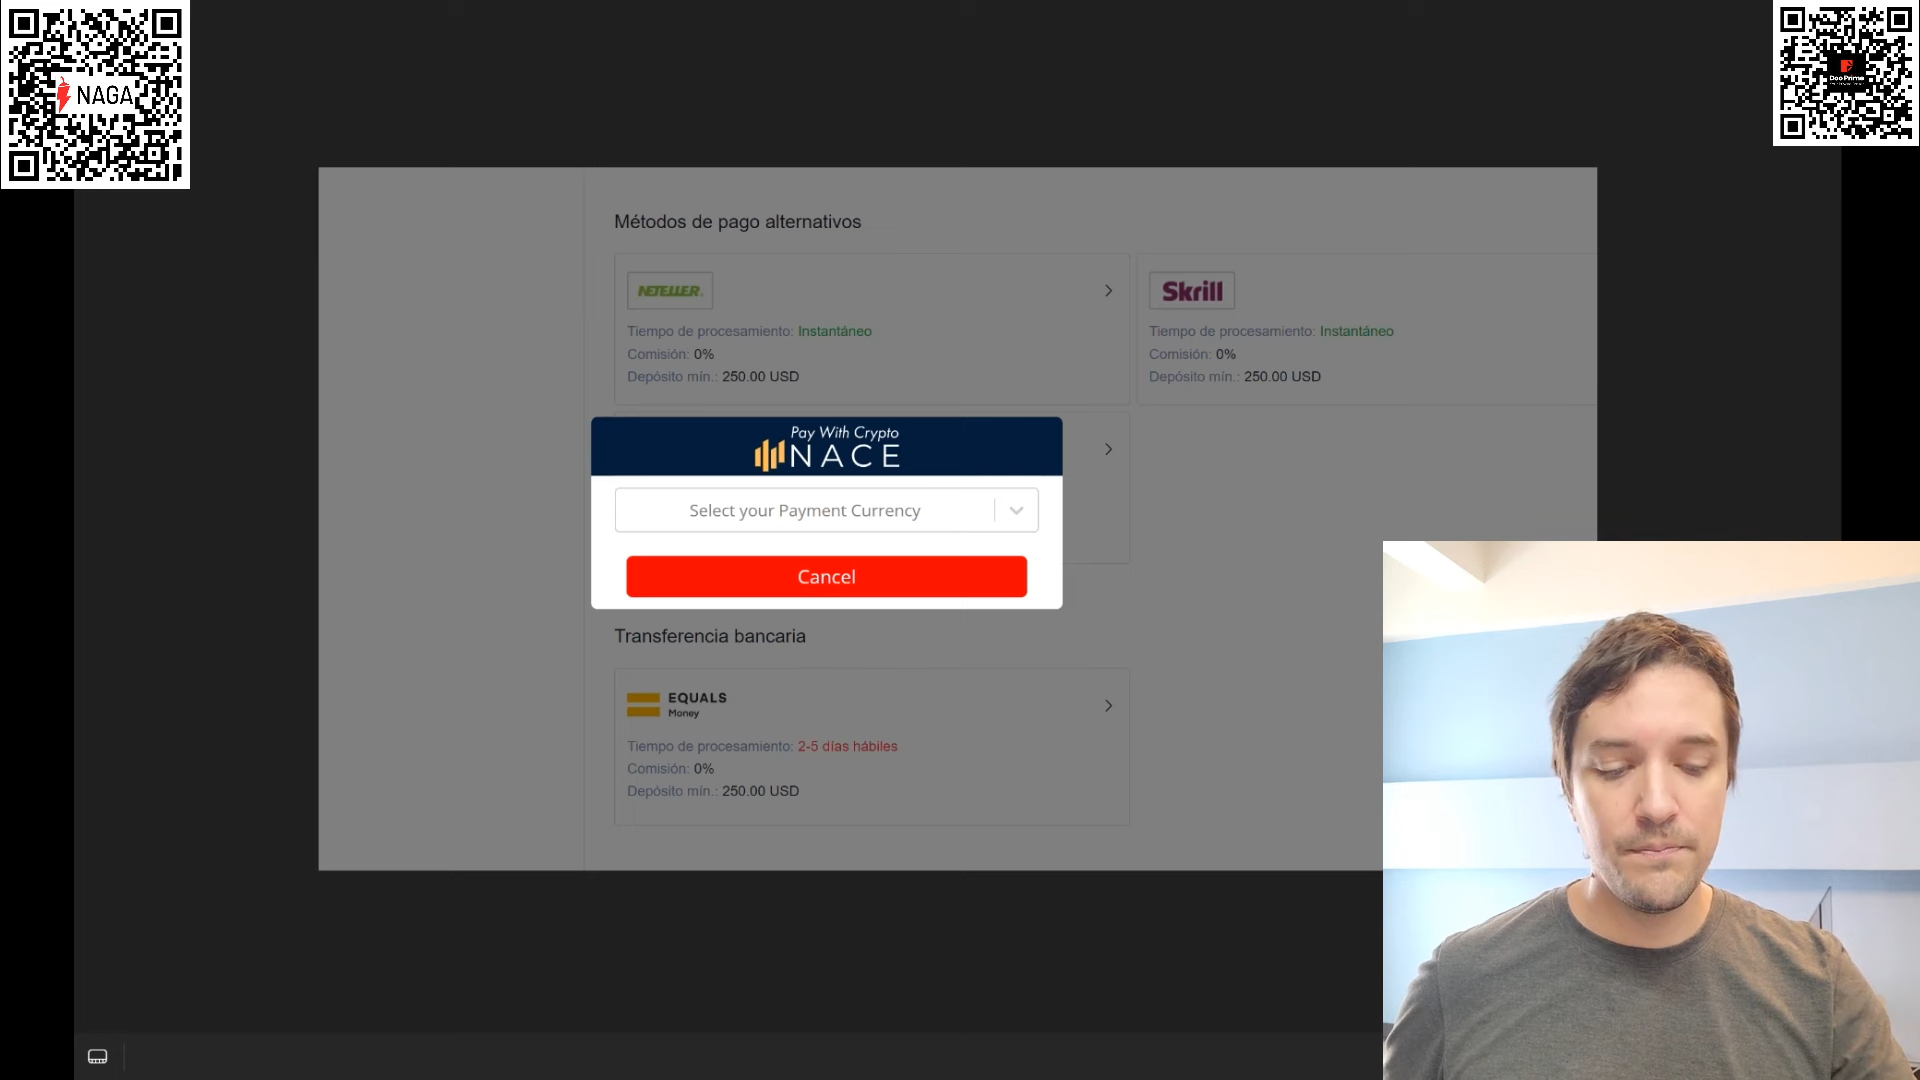 NAGA
Doo Prime
Métodos de pago alternativos
NETELLER
Tiempo de procesamiento: Instantáneo
Comisión: 0%
Depósito mín.: 250.00 USD
Skrill
Tiempo de procesamiento: Instantáneo
Comisión: 0%
Depósito mín.: 250.00 USD
Pay With Crypto
NACE
Select your Payment Currency
Cancel
Transferencia bancaria
EQUALS
Money
Tiempo de procesamiento: 2-5 días hábiles
Comisión: 0%
Depósito mín.: 250.00 USD